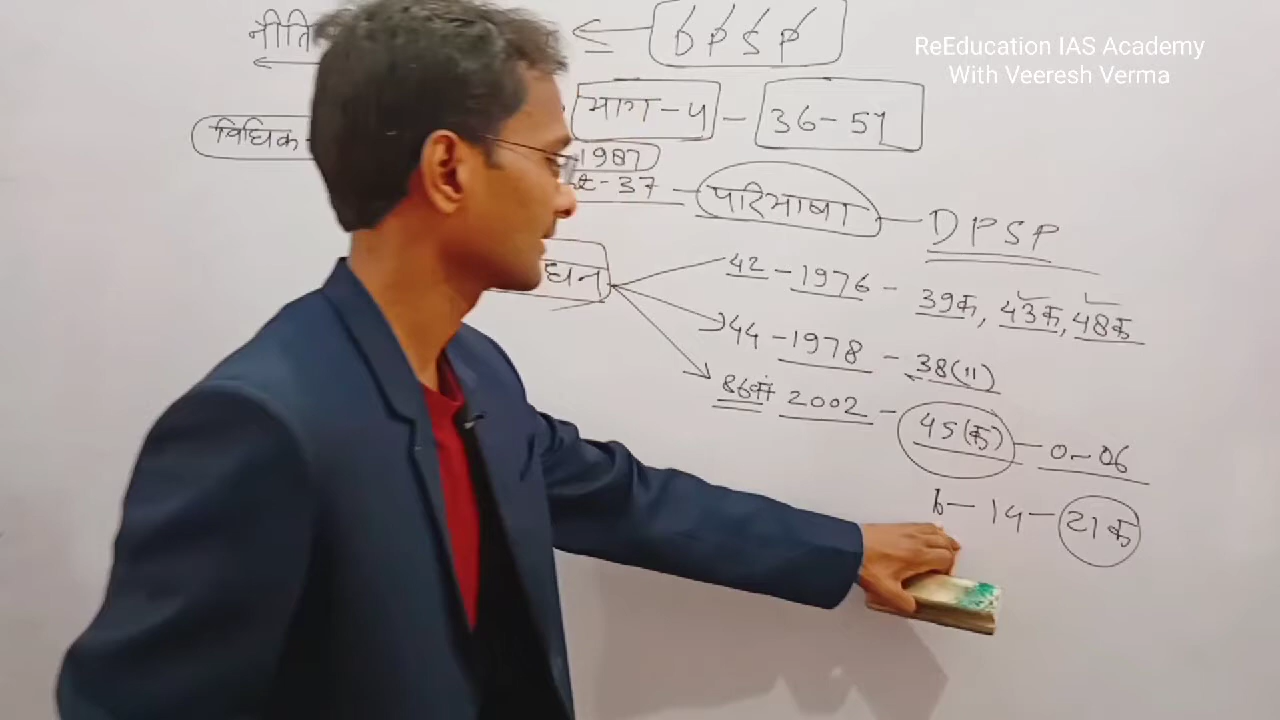 नीति ← DPSP
ReEducation IAS Academy
With Veeresh Verma
भाग-५ - 36-51
विधिक
1987
37 - परिभाषा - DPSP
42 - 1976 - 39क, 43क, 48क
44 - 1978 - 38(॥)
86वां 2002 - 45(क) - 0-06
6 - 14 - 21क